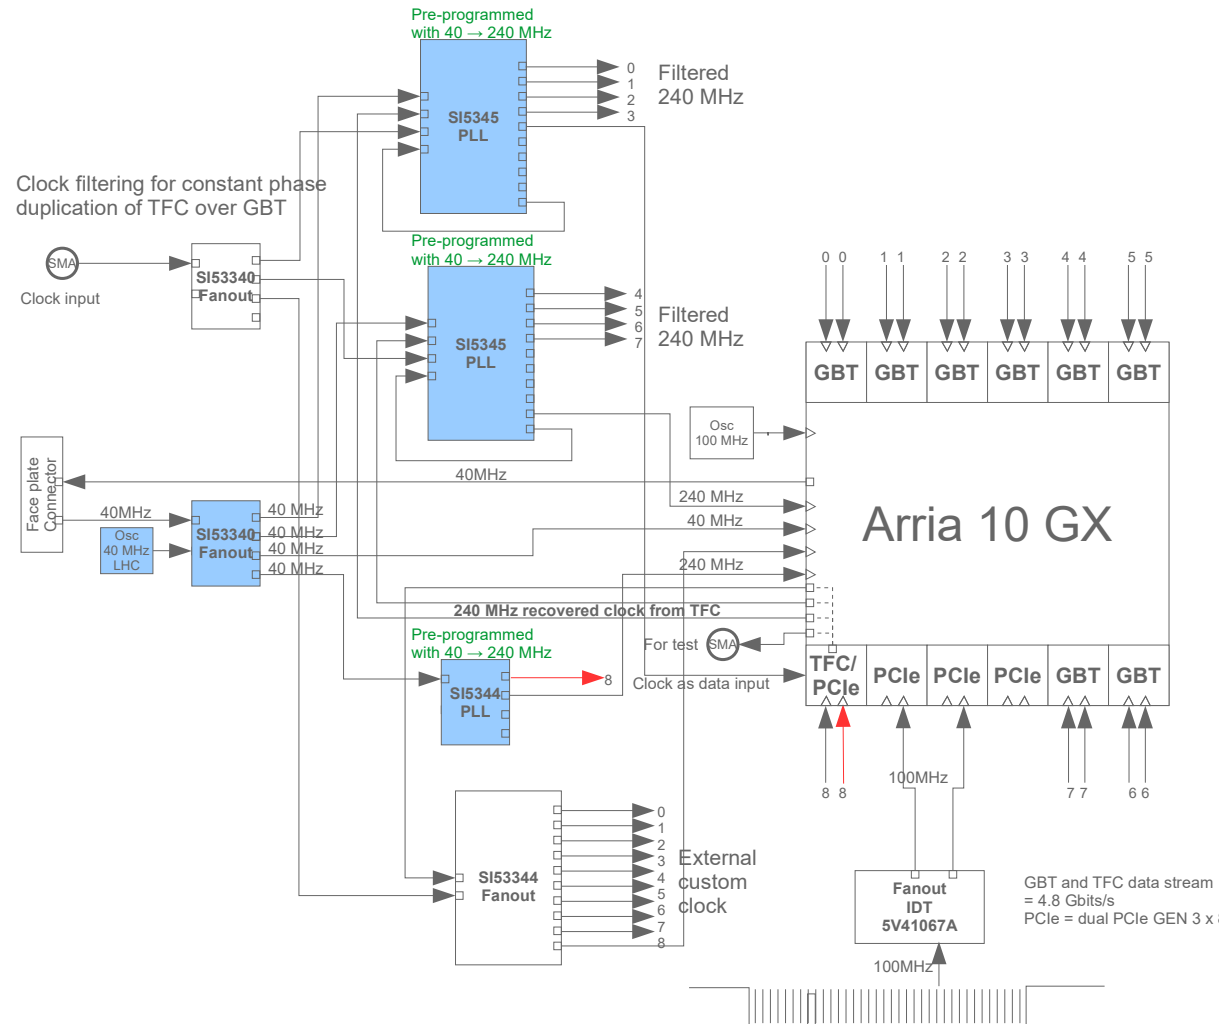 Pre-programmed
with 40 → 240 MHz
SI5345
PLL
0
1
2
3
Filtered
240 MHz
Clock filtering for constant phase
duplication of TFC over GBT
SMA
Clock input
SI53340
Fanout
Pre-programmed
with 40 → 240 MHz
SI5345
PLL
4
5
6
7
Filtered
240 MHz
0 0 1 1 2 2 3 3 4 4 5 5
GBT GBT GBT GBT GBT GBT
Osc
100 MHz
Face plate
Connector
40MHz
40MHz
Osc
40 MHz
LHC
SI53340
Fanout
40 MHz
40 MHz
40 MHz
40 MHz
240 MHz
40 MHz
240 MHz
Arria 10 GX
240 MHz recovered clock from TFC
For test
SMA
Clock as data input
Pre-programmed
with 40 → 240 MHz
SI5344
PLL
8
TFC/
PCIe
PCIe PCIe PCIe GBT GBT
8 8
100MHz
7 7
6 6
SI53344
Fanout
0
1
2
3
4
5
6
7
8
External
custom
clock
Fanout
IDT
5V41067A
100MHz
GBT and TFC data stream
= 4.8 Gbits/s
PCIe = dual PCIe GEN 3 x